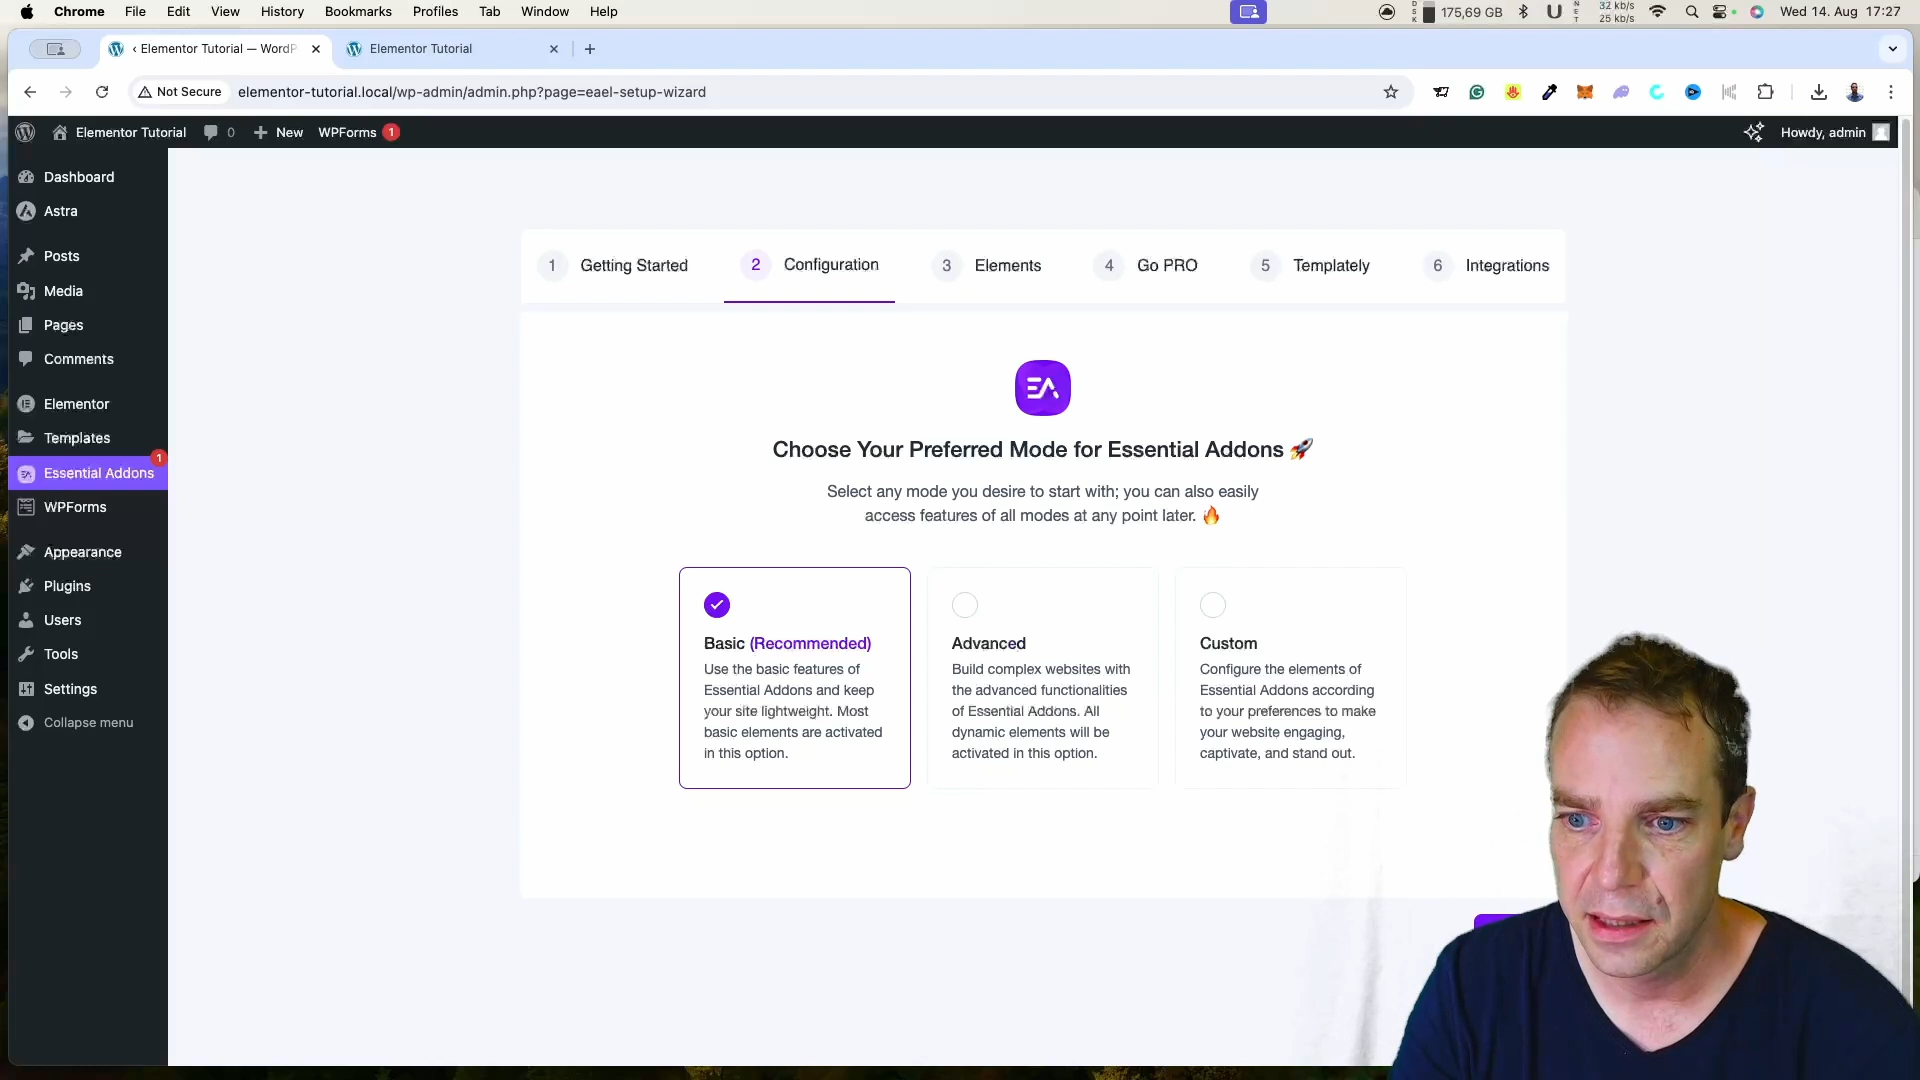 Chrome File Edit View History Bookmarks Profiles Tab Window Help 175,69 GB 32 kb/s 25 kb/s Wed 14. Aug 17:27
‹ Elementor Tutorial — WordP Elementor Tutorial
Not Secure elementor-tutorial.local/wp-admin/admin.php?page=eael-setup-wizard
Elementor Tutorial 0 New WPForms 1 Howdy, admin
Dashboard
Astra
Posts
Media
Pages
Comments
Elementor
Templates
Essential Addons 1
WPForms
Appearance
Plugins
Users
Tools
Settings
Collapse menu
1 Getting Started 2 Configuration 3 Elements 4 Go PRO 5 Templately 6 Integrations
EA
Choose Your Preferred Mode for Essential Addons 🚀
Select any mode you desire to start with; you can also easily
access features of all modes at any point later. 🔥
Basic (Recommended)
Use the basic features of
Essential Addons and keep
your site lightweight. Most
basic elements are activated
in this option.
Advanced
Build complex websites with
the advanced functionalities
of Essential Addons. All
dynamic elements will be
activated in this option.
Custom
Configure the elements of
Essential Addons according
to your preferences to make
your website engaging,
captivate, and stand out.